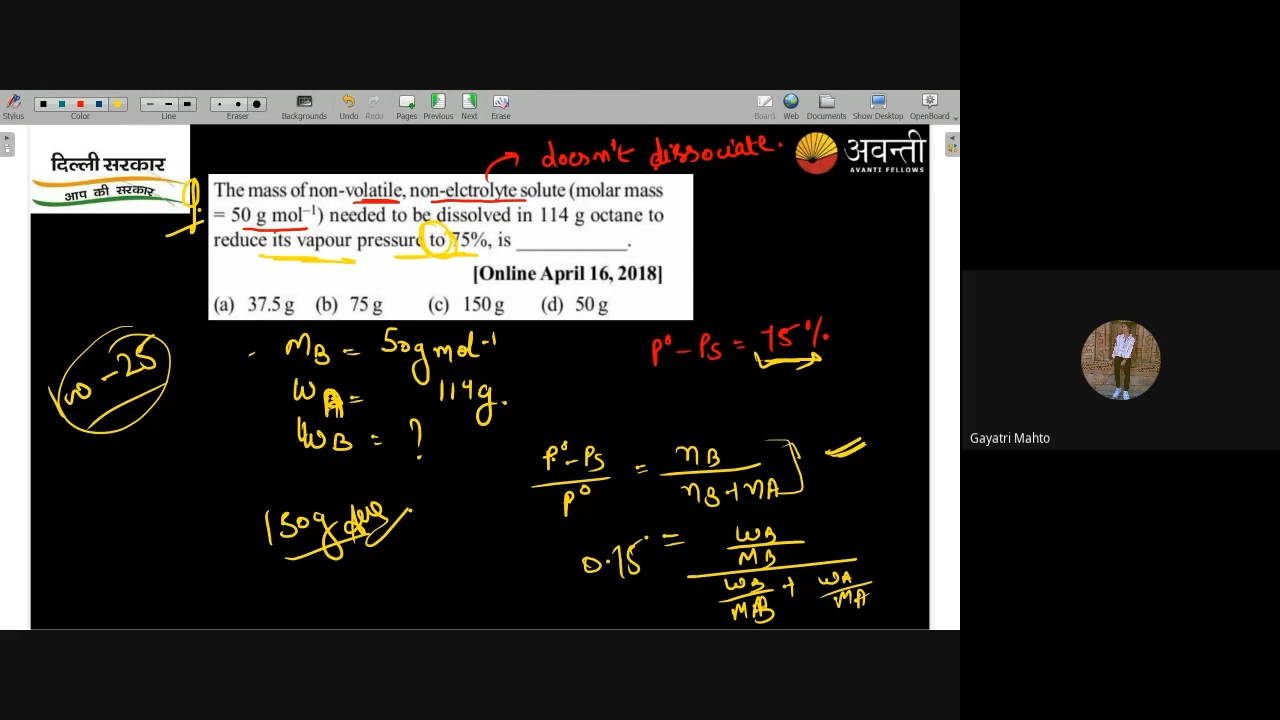 Stylus
Color
Line
Eraser
Backgrounds
Undo
Redo
Pages
Previous
Next
Erase
Board
Web
Documents
Show Desktop
OpenBoard
दिल्ली सरकार
आप की सरकार
doesn't dissociate.
अवन्ती
AVANTI FELLOWS
Q.
The mass of non-volatile, non-elctrolyte solute (molar mass
= 50 g mol⁻¹) needed to be dissolved in 114 g octane to
reduce its vapour pressure to 75%, is ____________.
[Online April 16, 2018]
(a) 37.5 g (b) 75 g (c) 150 g (d) 50 g
100 - 25
MB = 50g mol⁻¹
WA = 114g.
WB = ?
P° - Ps = 75%
P° - Ps / P° = nB / nB + nA
150g Ans
0.75 = WB/MB / WB/MB + WA/MA
Gayatri Mahto